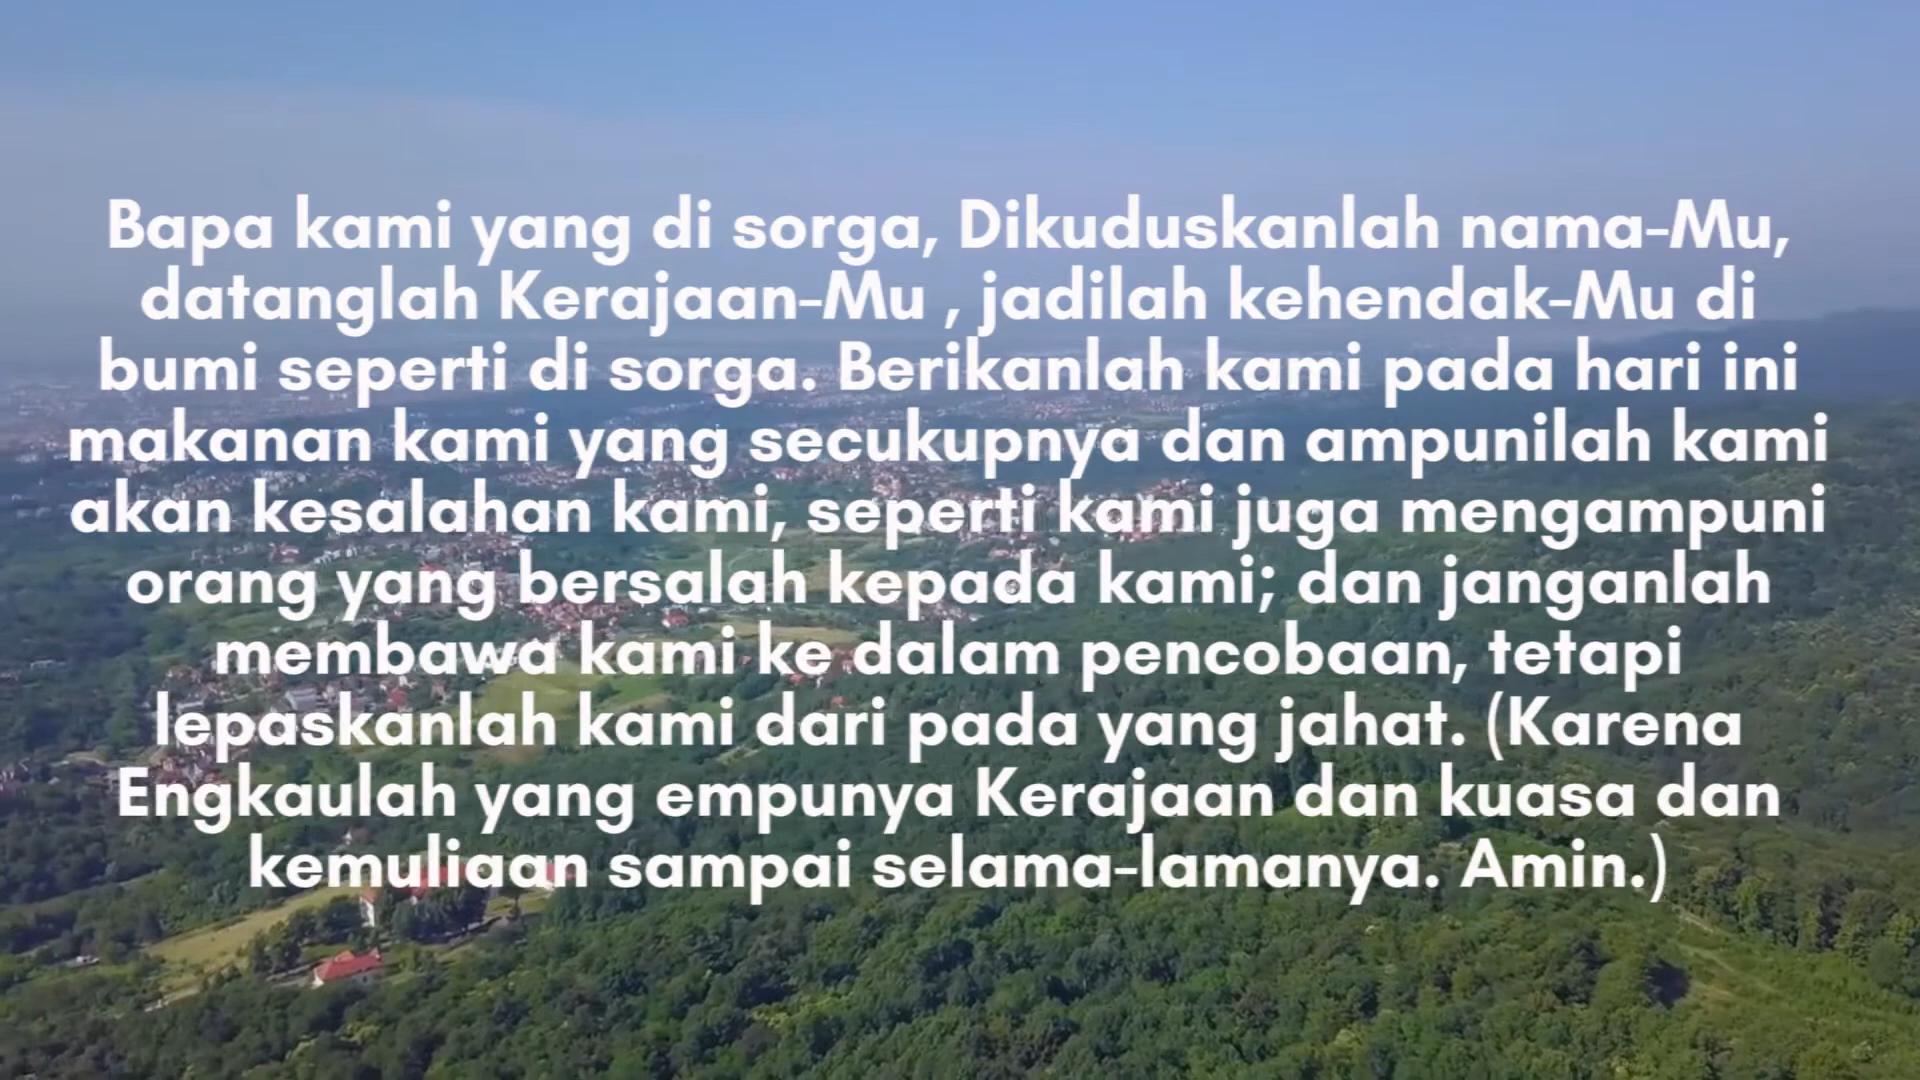 Bapa kami yang di sorga, Dikuduskanlah nama-Mu,
datanglah Kerajaan-Mu , jadilah kehendak-Mu di
bumi seperti di sorga. Berikanlah kami pada hari ini
makanan kami yang secukupnya dan ampunilah kami
akan kesalahan kami, seperti kami juga mengampuni
orang yang bersalah kepada kami; dan janganlah
membawa kami ke dalam pencobaan, tetapi
lepaskanlah kami dari pada yang jahat. (Karena
Engkaulah yang empunya Kerajaan dan kuasa dan
kemuliaan sampai selama-lamanya. Amin.)